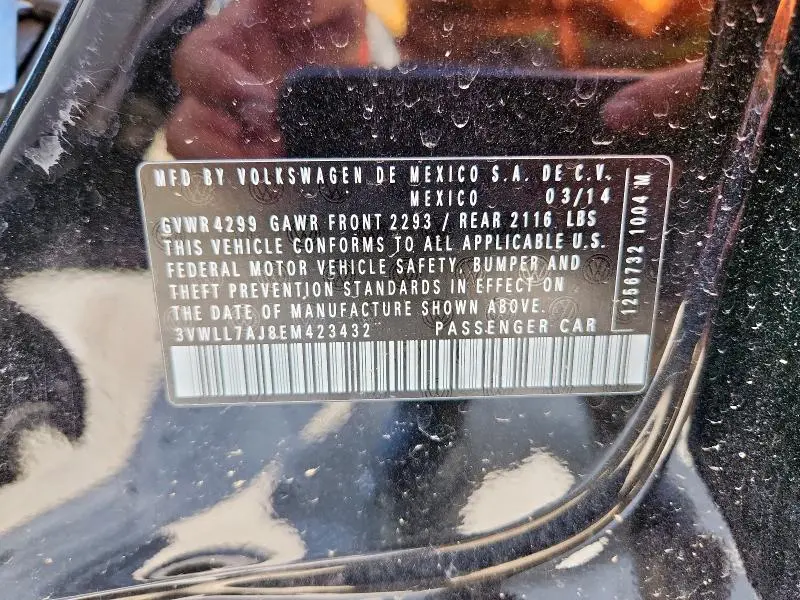 MFD BY VOLKSWAGEN DE MEXICO S.A. DE C.V.
MEXICO 03/14
GVWR 4299 GAWR FRONT 2293 / REAR 2116 LBS
THIS VEHICLE CONFORMS TO ALL APPLICABLE U.S.
FEDERAL MOTOR VEHICLE SAFETY, BUMPER AND
THEFT PREVENTION STANDARDS IN EFFECT ON
THE DATE OF MANUFACTURE SHOWN ABOVE.
3VWLL7AJ8EM423432 PASSENGER CAR
1256732 1004 M